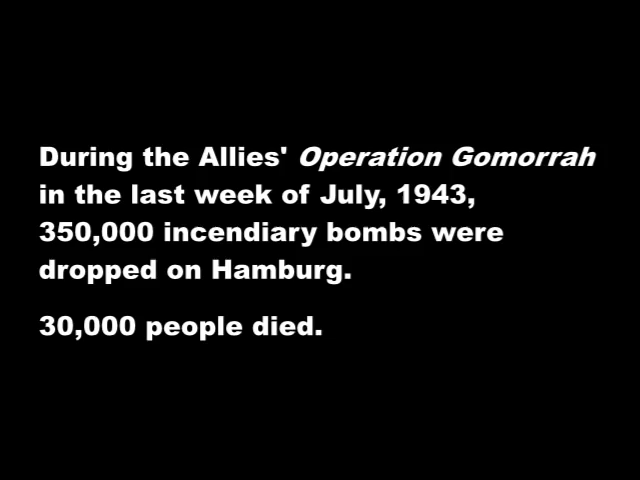 During the Allies' Operation Gomorrah
in the last week of July, 1943,
350,000 incendiary bombs were
dropped on Hamburg.
30,000 people died.